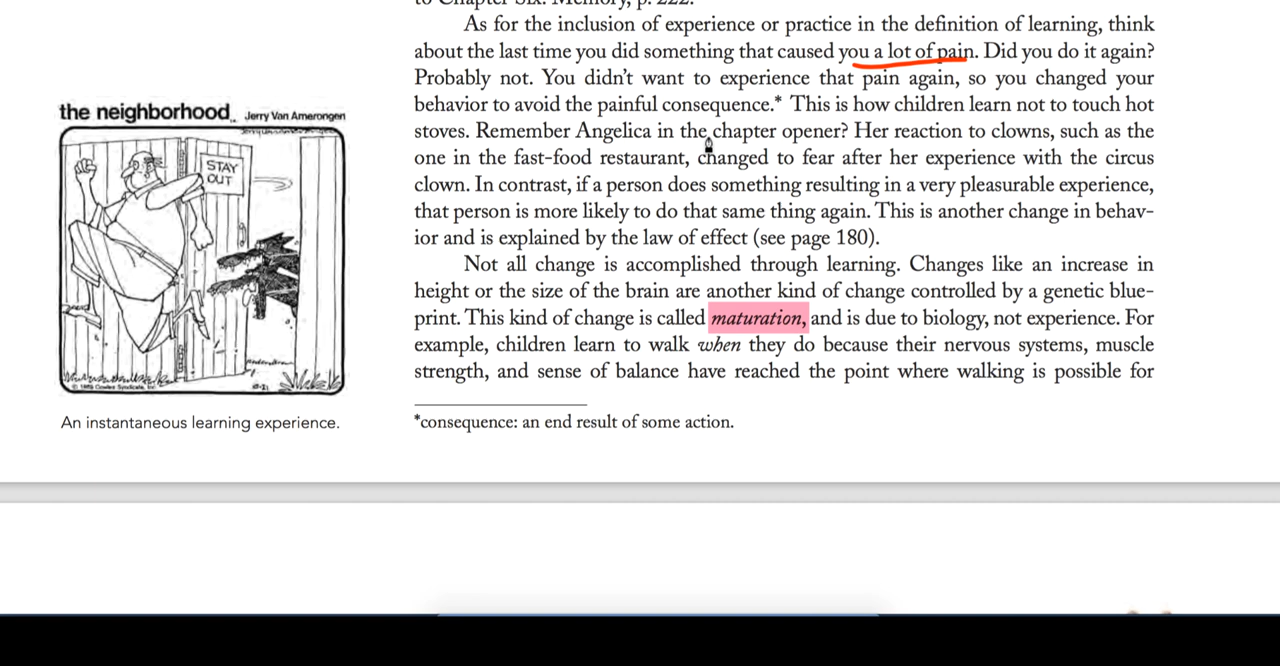 to Chapter Six: Memory, p. 222.
As for the inclusion of experience or practice in the definition of learning, think
about the last time you did something that caused you a lot of pain. Did you do it again?
Probably not. You didn't want to experience that pain again, so you changed your
behavior to avoid the painful consequence.* This is how children learn not to touch hot
stoves. Remember Angelica in the chapter opener? Her reaction to clowns, such as the
one in the fast-food restaurant, changed to fear after her experience with the circus
clown. In contrast, if a person does something resulting in a very pleasurable experience,
that person is more likely to do that same thing again. This is another change in behav-
ior and is explained by the law of effect (see page 180).
Not all change is accomplished through learning. Changes like an increase in
height or the size of the brain are another kind of change controlled by a genetic blue-
print. This kind of change is called maturation, and is due to biology, not experience. For
example, children learn to walk when they do because their nervous systems, muscle
strength, and sense of balance have reached the point where walking is possible for
*consequence: an end result of some action.
the neighborhood. Jerry Van Amerongen
STAY
OUT
An instantaneous learning experience.